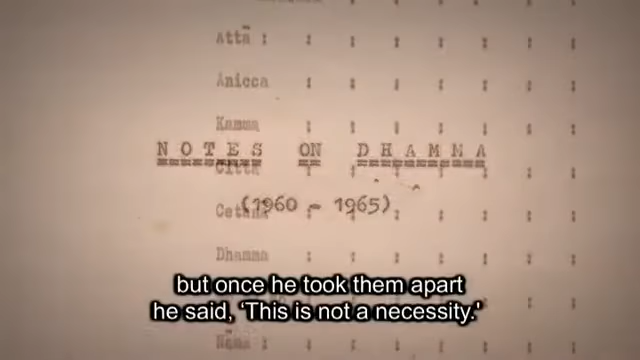 Attā : : : : : : : :
Anicca : : : : : : :
Kamma : : : : : : :
NOTES ON DHAMMA
Citta : : : : : : :
(1960 - 1965)
Cetanā : : : : : : :
Dhamma : : : : : : :
but once he took them apart
he said, ‘This is not a necessity.’
Nāma : : : : : : :